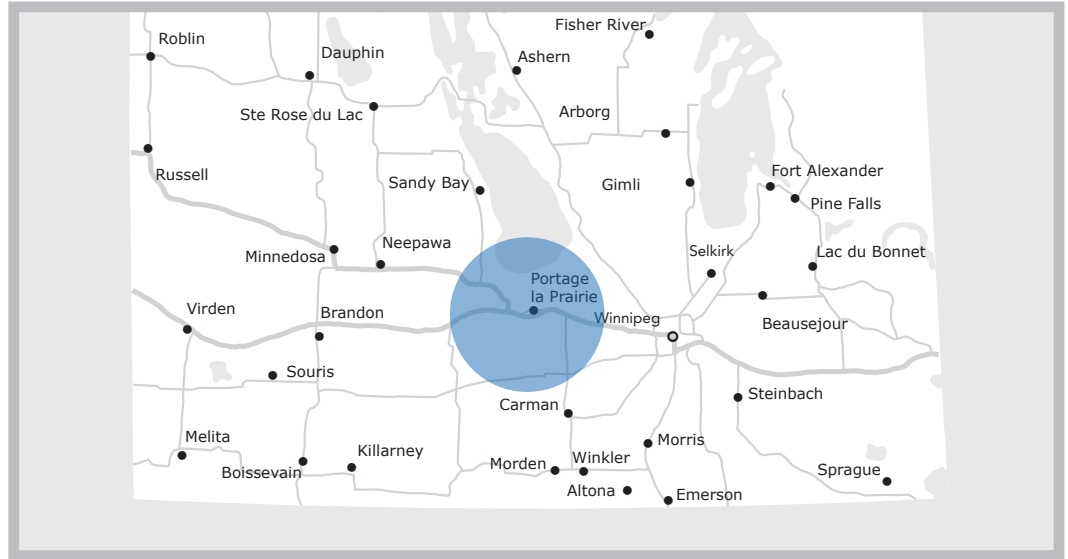 Fisher River
Roblin
Dauphin
Ashern
Ste Rose du Lac
Arborg
Russell
Sandy Bay
Gimli
Fort Alexander
Pine Falls
Minnedosa
Neepawa
Selkirk
Lac du Bonnet
Portage
la Prairie
Virden
Brandon
Winnipeg
Beausejour
Souris
Carman
Steinbach
Melita
Boissevain
Killarney
Morden
Winkler
Morris
Altona
Emerson
Sprague